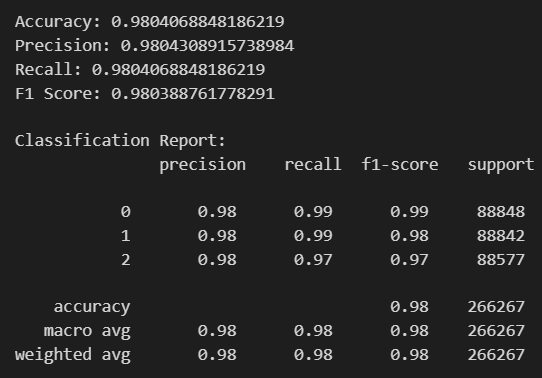 Accuracy: 0.9804068848186219
Precision: 0.9804308915738984
Recall: 0.9804068848186219
F1 Score: 0.980388761778291
Classification Report:
precision recall f1-score support
0 0.98 0.99 0.99 88848
1 0.98 0.99 0.98 88842
2 0.98 0.97 0.97 88577
accuracy 0.98 266267
macro avg 0.98 0.98 0.98 266267
weighted avg 0.98 0.98 0.98 266267